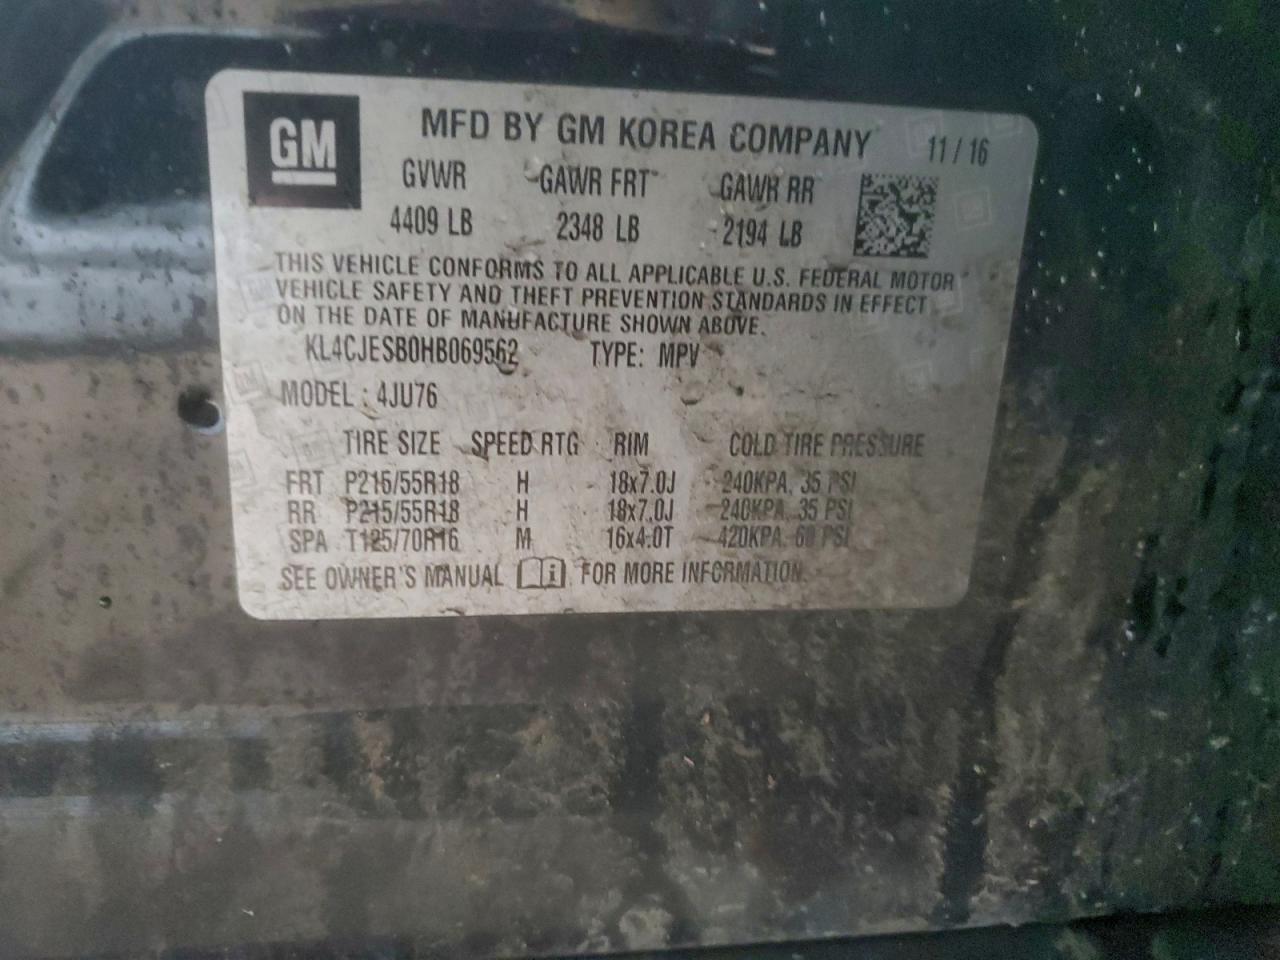 GM
MFD BY GM KOREA COMPANY 11 / 16
GVWR GAWR FRT GAWR RR
4409 LB 2348 LB 2194 LB
THIS VEHICLE CONFORMS TO ALL APPLICABLE U.S. FEDERAL MOTOR
VEHICLE SAFETY AND THEFT PREVENTION STANDARDS IN EFFECT
ON THE DATE OF MANUFACTURE SHOWN ABOVE.
KL4CJESB0HB069562 TYPE: MPV
MODEL : 4JU76
TIRE SIZE SPEED RTG RIM COLD TIRE PRESSURE
FRT P215/55R18 H 18x7.0J 240KPA, 35 PSI
RR P215/55R18 H 18x7.0J 240KPA, 35 PSI
SPA T125/70R16 M 16x4.0T 420KPA, 60 PSI
SEE OWNER'S MANUAL FOR MORE INFORMATION.